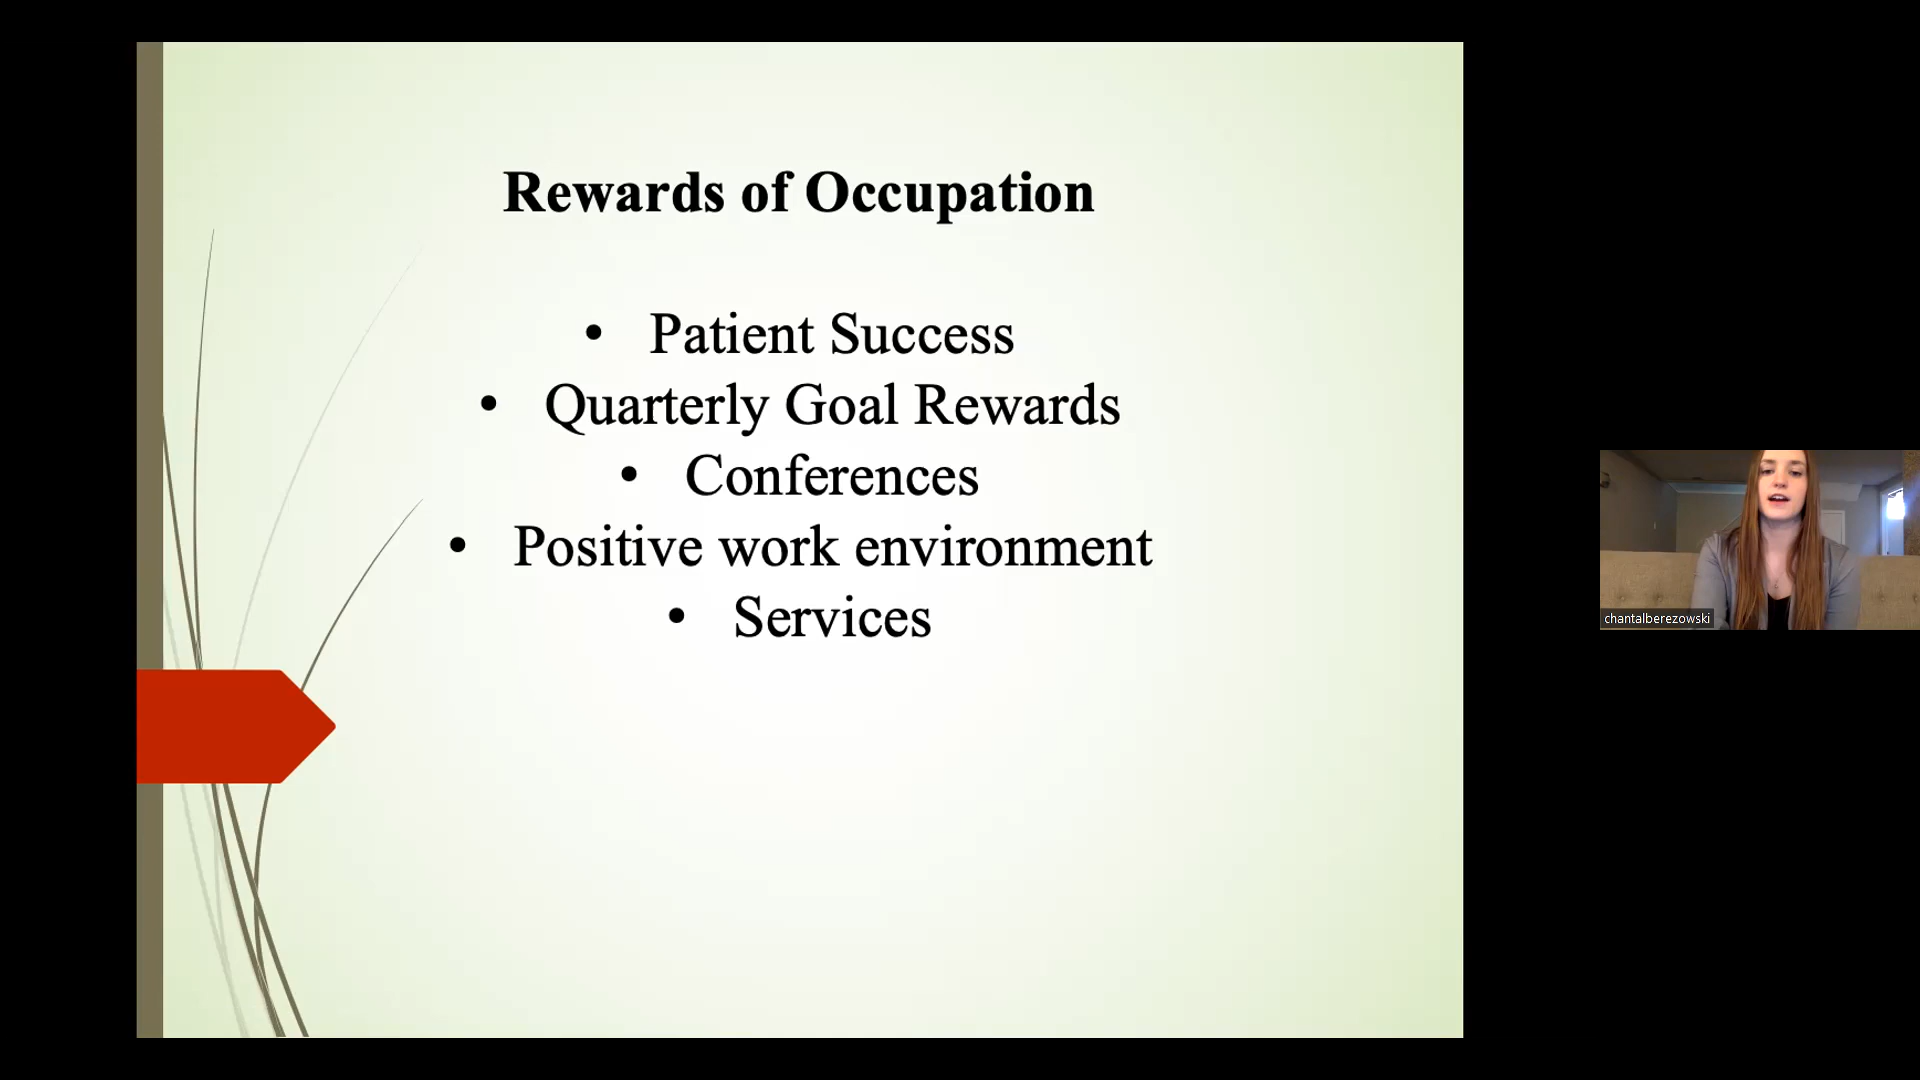 Rewards of Occupation
• Patient Success
• Quarterly Goal Rewards
• Conferences
• Positive work environment
• Services
chantalberezowski